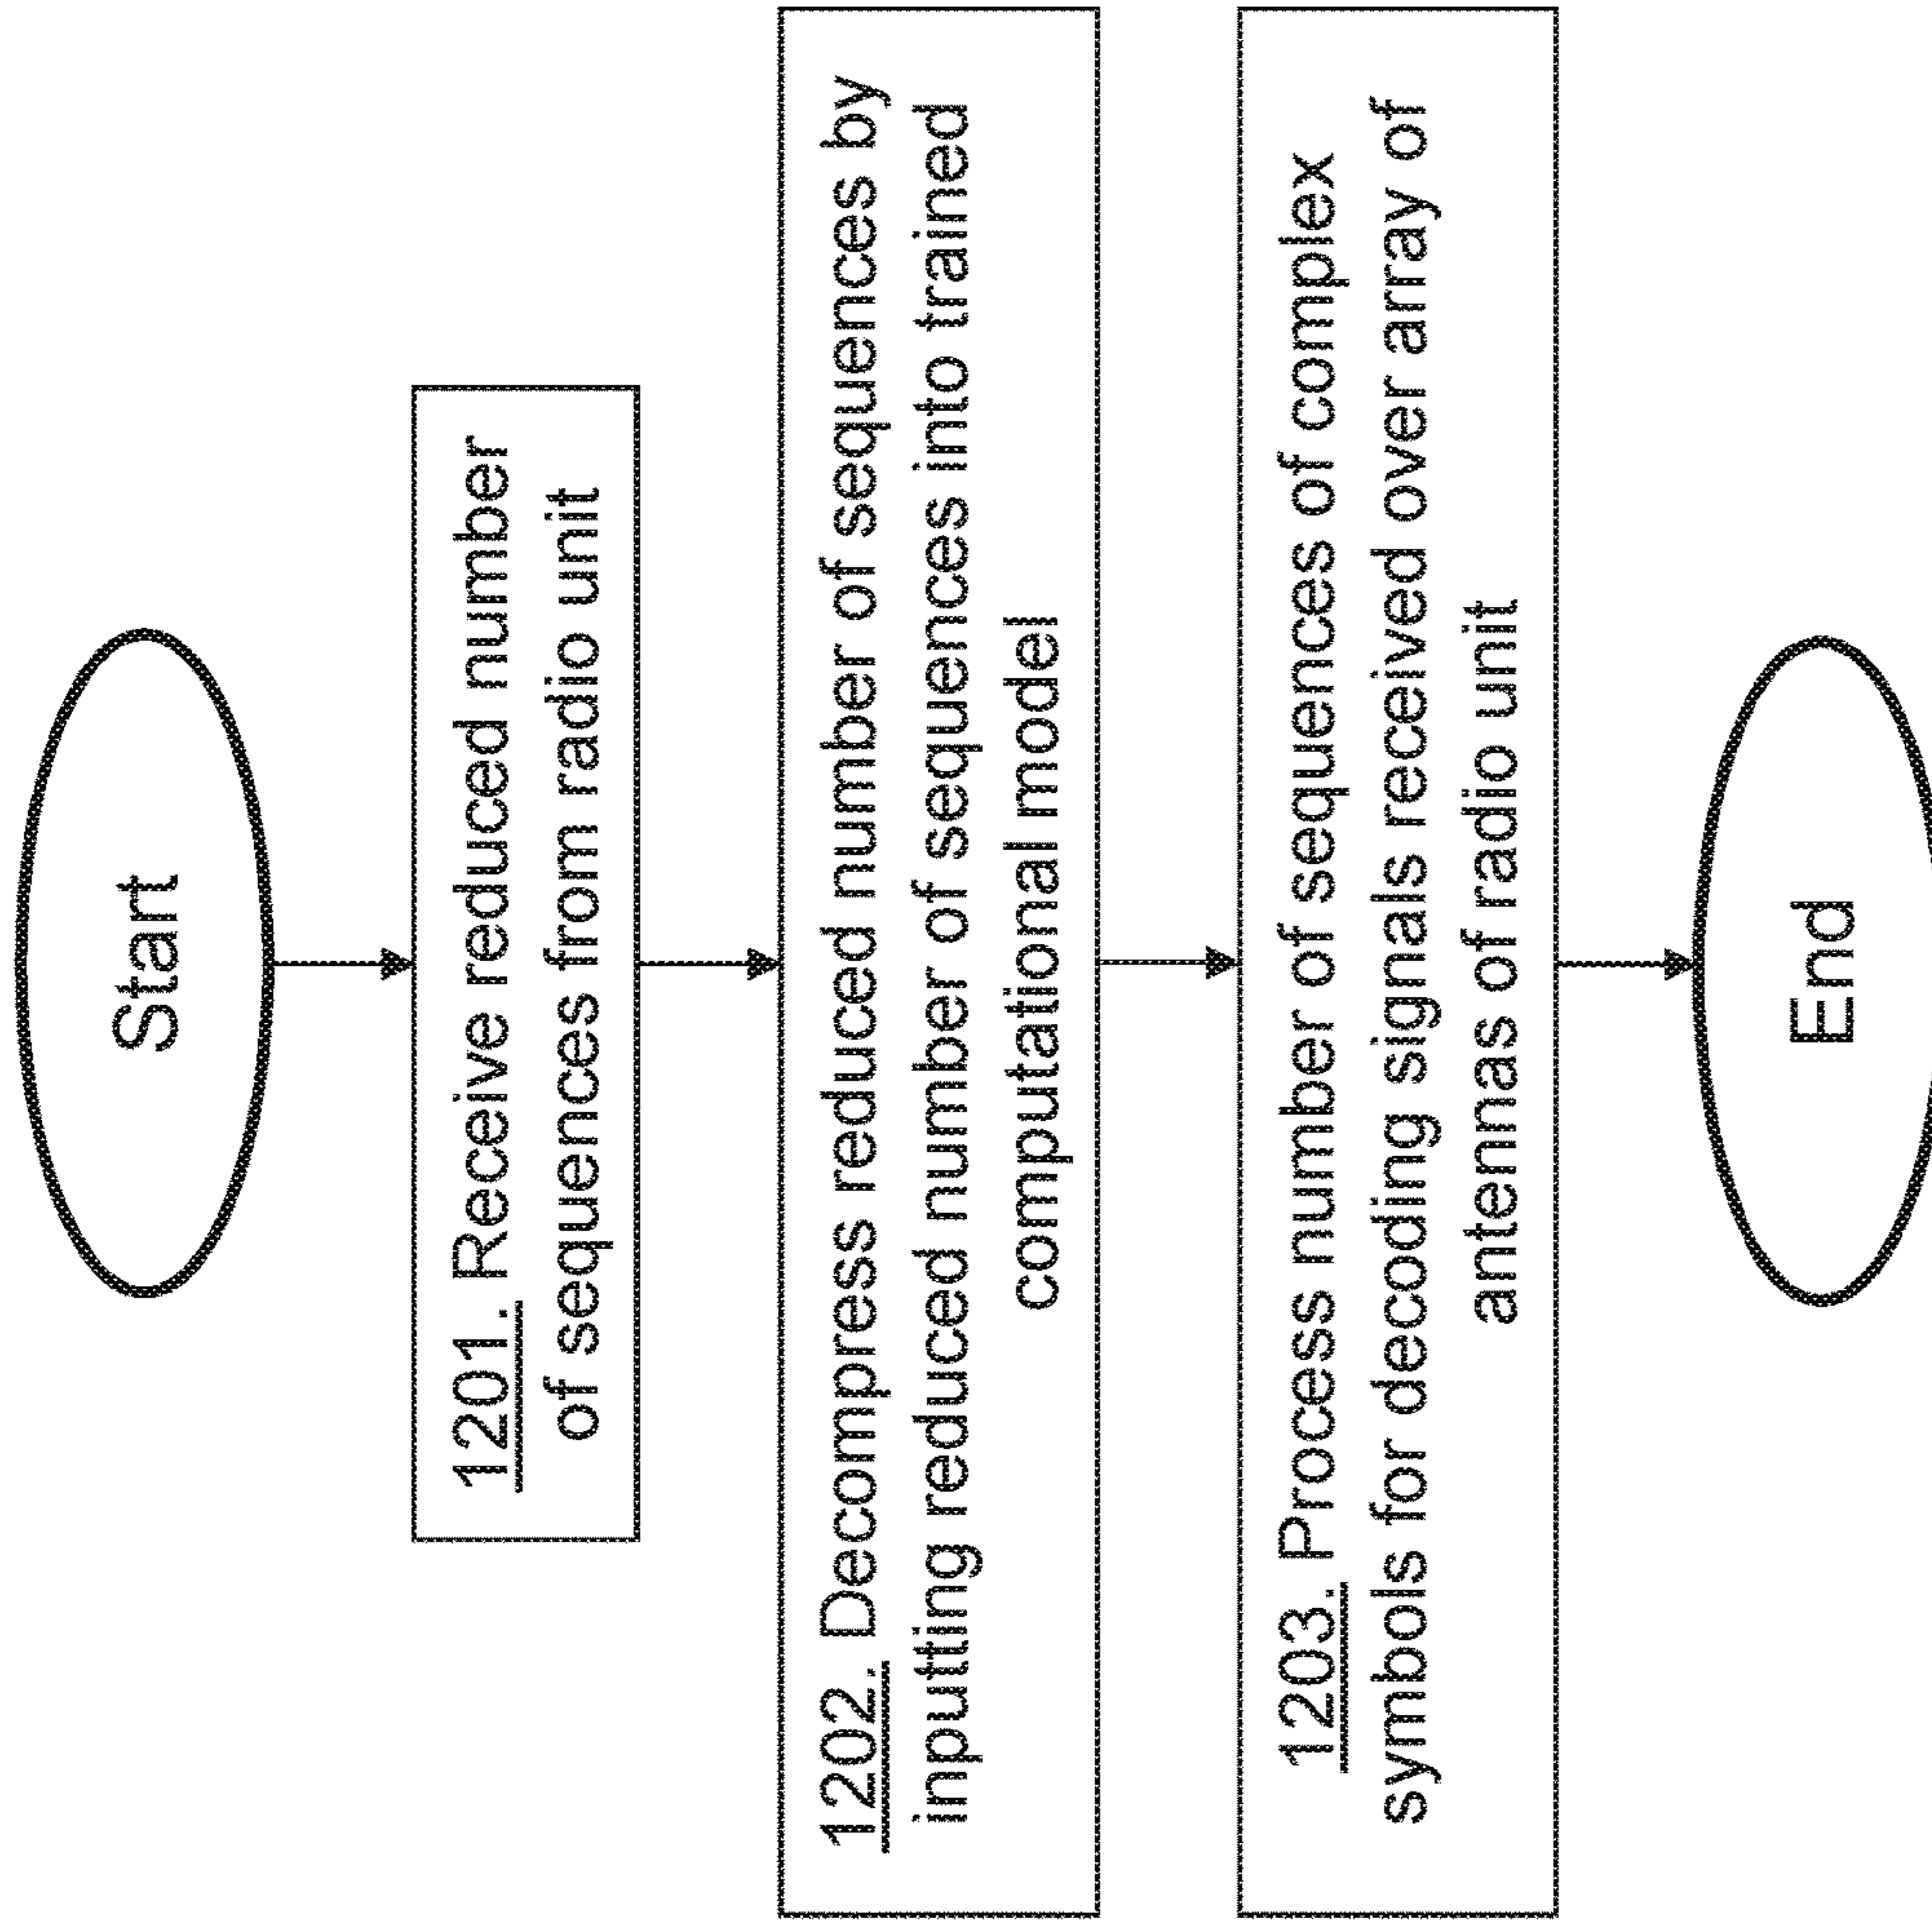 Start
1201. Receive reduced number
of sequences from radio unit
1202. Decompress reduced number of sequences by
inputting reduced number of sequences into trained
computational model
1203. Process number of sequences of complex
symbols for decoding signals received over array of
antennas of radio unit
End